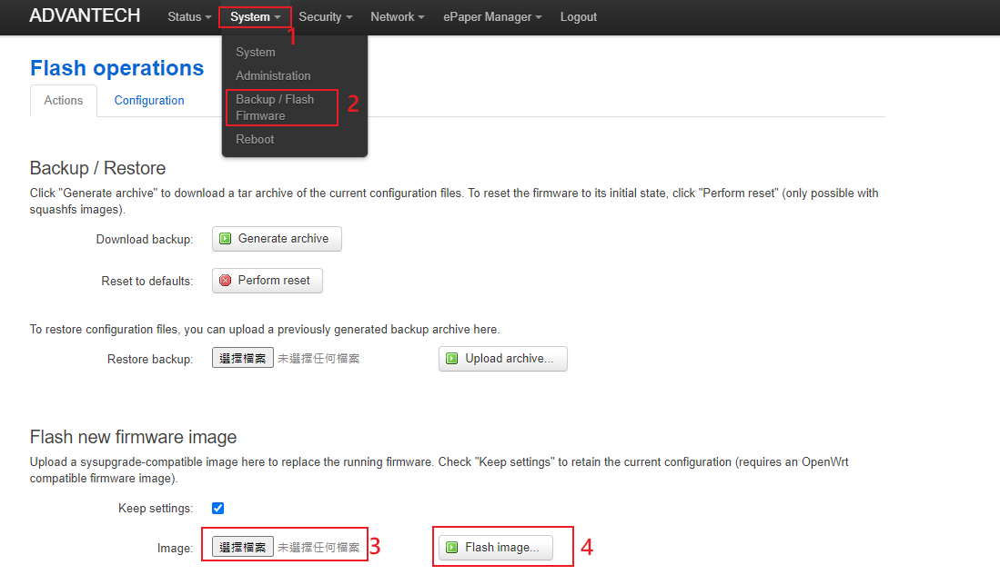 ADVANTECH Status System Security Network ePaper Manager Logout
1
System
Flash operations
Administration
Actions Configuration
Backup / Flash
Firmware
2
Reboot
Backup / Restore
Click "Generate archive" to download a tar archive of the current configuration files. To reset the firmware to its initial state, click "Perform reset" (only possible with
squashfs images).
Download backup: Generate archive
Reset to defaults: Perform reset
To restore configuration files, you can upload a previously generated backup archive here.
Restore backup: 選擇檔案 未選擇任何檔案 Upload archive...
Flash new firmware image
Upload a sysupgrade-compatible image here to replace the running firmware. Check "Keep settings" to retain the current configuration (requires an OpenWrt
compatible firmware image).
Keep settings:
Image: 選擇檔案 未選擇任何檔案 3 Flash image... 4